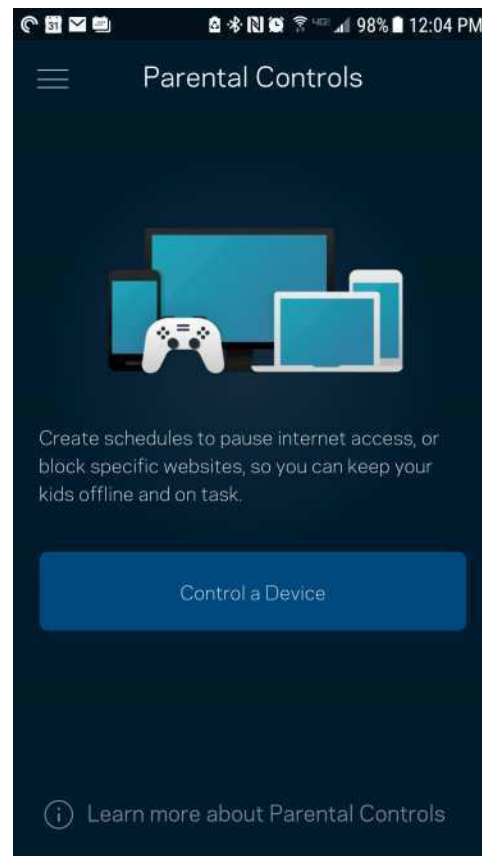 31 98% 12:04 PM
Parental Controls
Create schedules to pause internet access, or
block specific websites, so you can keep your
kids offline and on task.
Control a Device
Learn more about Parental Controls